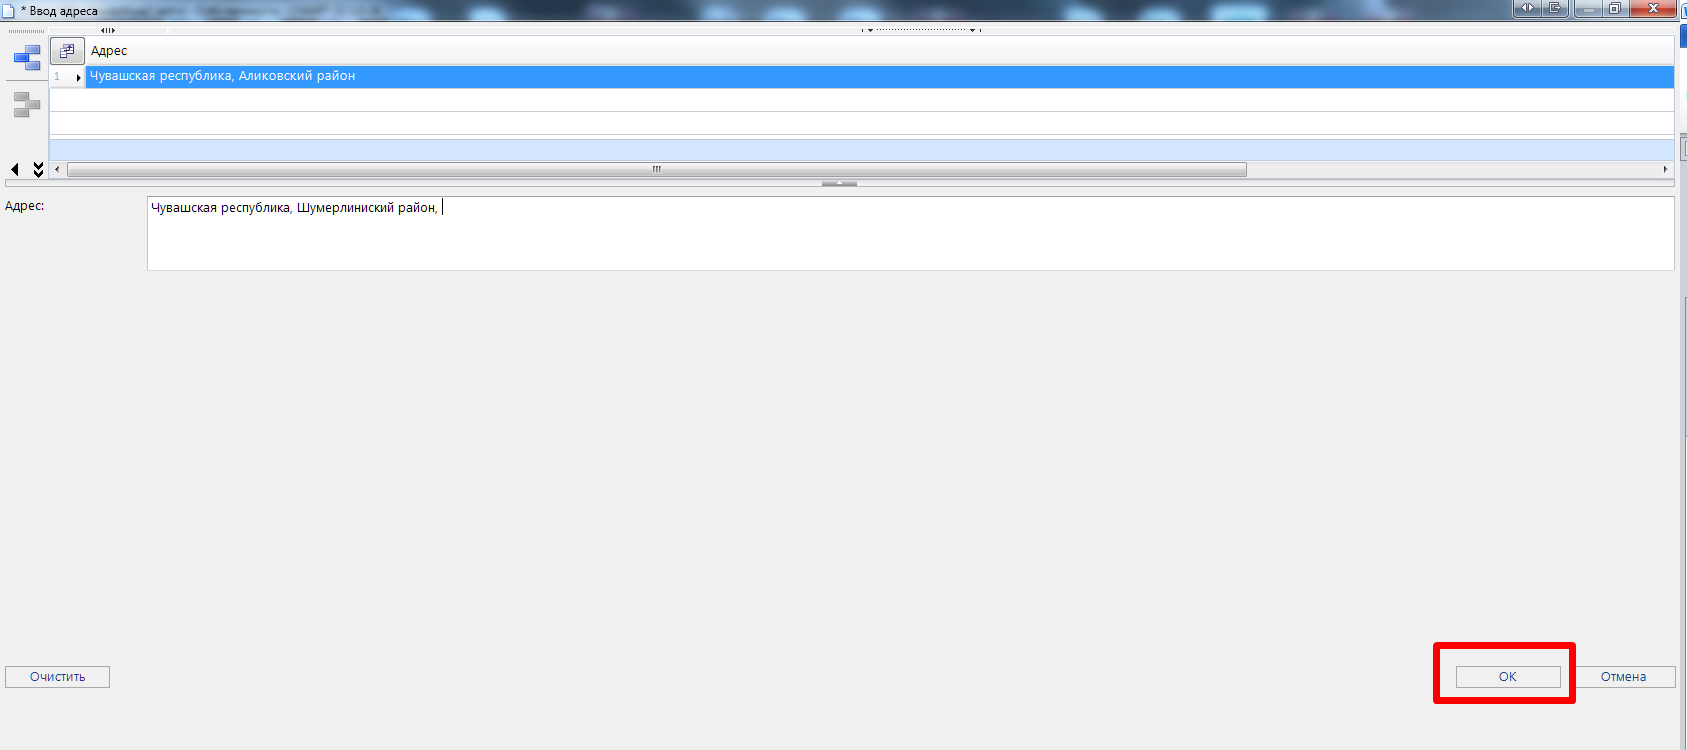 * Ввод адреса
Адрес
1 Чувашская республика, Аликовский район
Адрес: Чувашская республика, Шумерлиниский район,
Очистить ОК Отмена